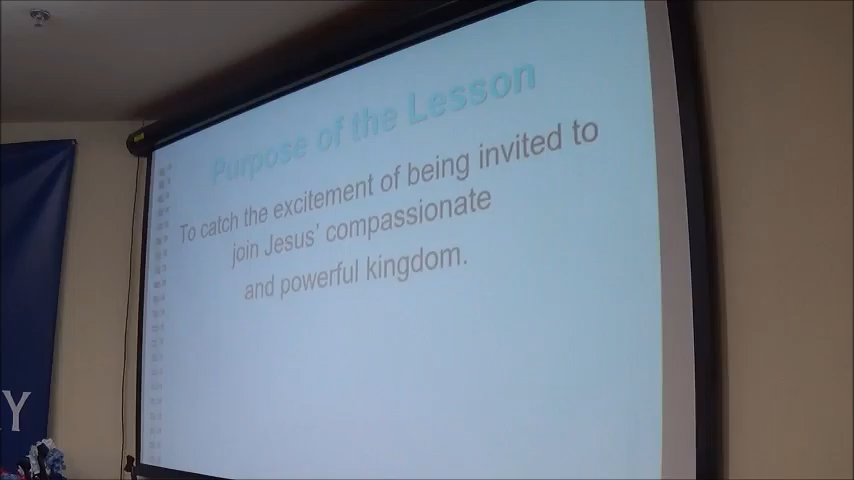 Purpose of the Lesson
To catch the excitement of being invited to
join Jesus' compassionate
and powerful kingdom.
Y